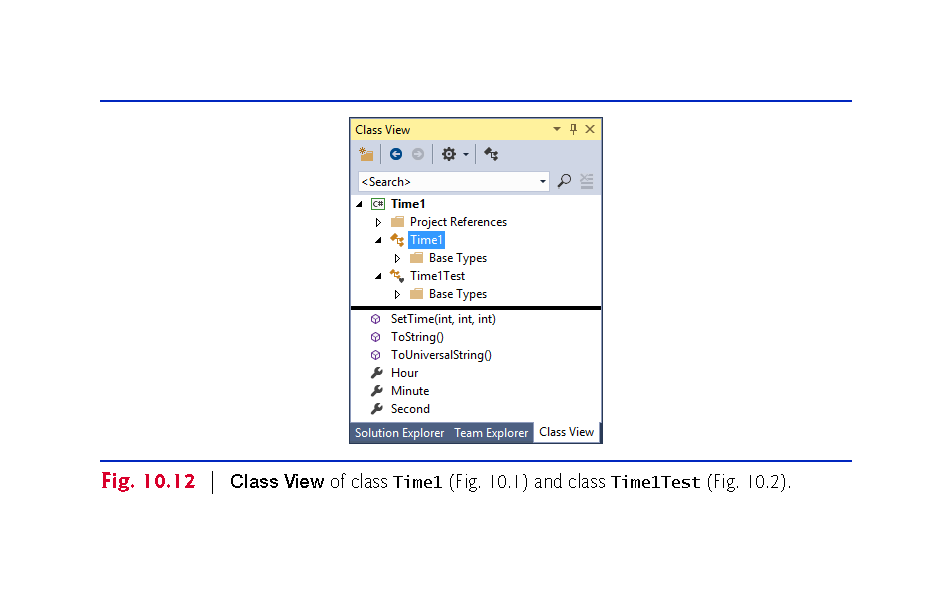 Class View
<Search>
C# Time1
Project References
Time1
Base Types
Time1Test
Base Types
SetTime(int, int, int)
ToString()
ToUniversalString()
Hour
Minute
Second
Solution Explorer Team Explorer Class View
Fig. 10.12 | Class View of class Time1 (Fig. 10.1) and class Time1Test (Fig. 10.2).